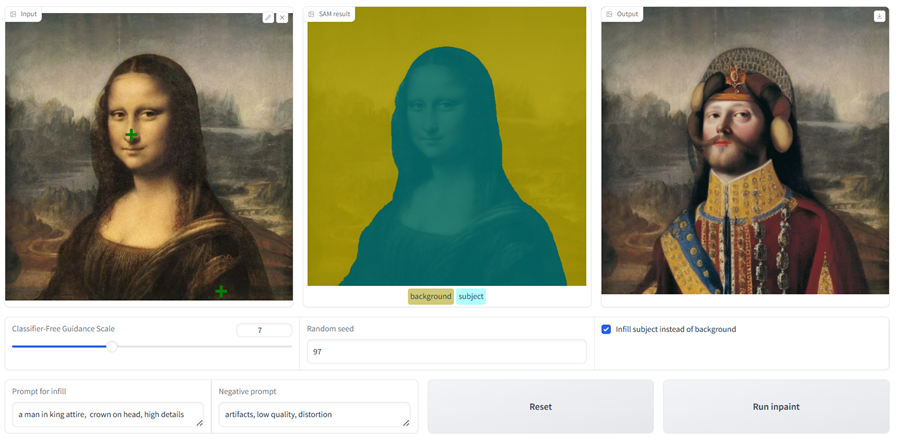 Input
SAM result
Output
background subject
Classifier-Free Guidance Scale
7
Random seed
97
Infill subject instead of background
Prompt for infill
a man in king attire, crown on head, high details
Negative prompt
artifacts, low quality, distortion
Reset
Run inpaint